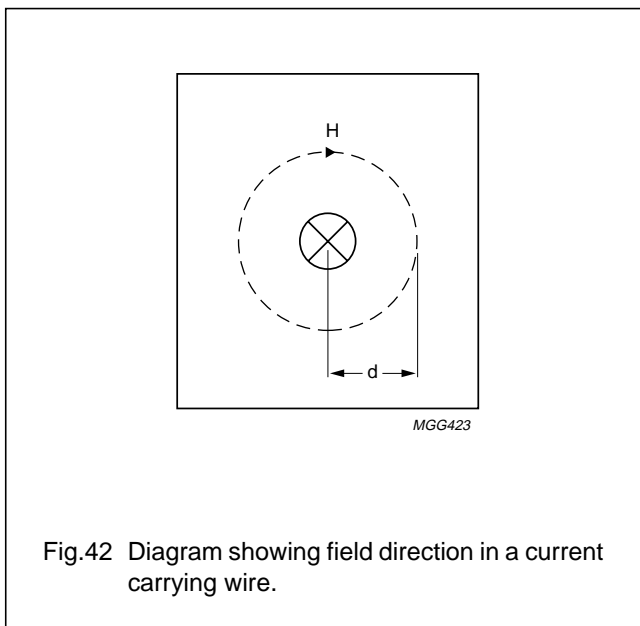 H
d
MGG423
Fig.42 Diagram showing field direction in a current
carrying wire.